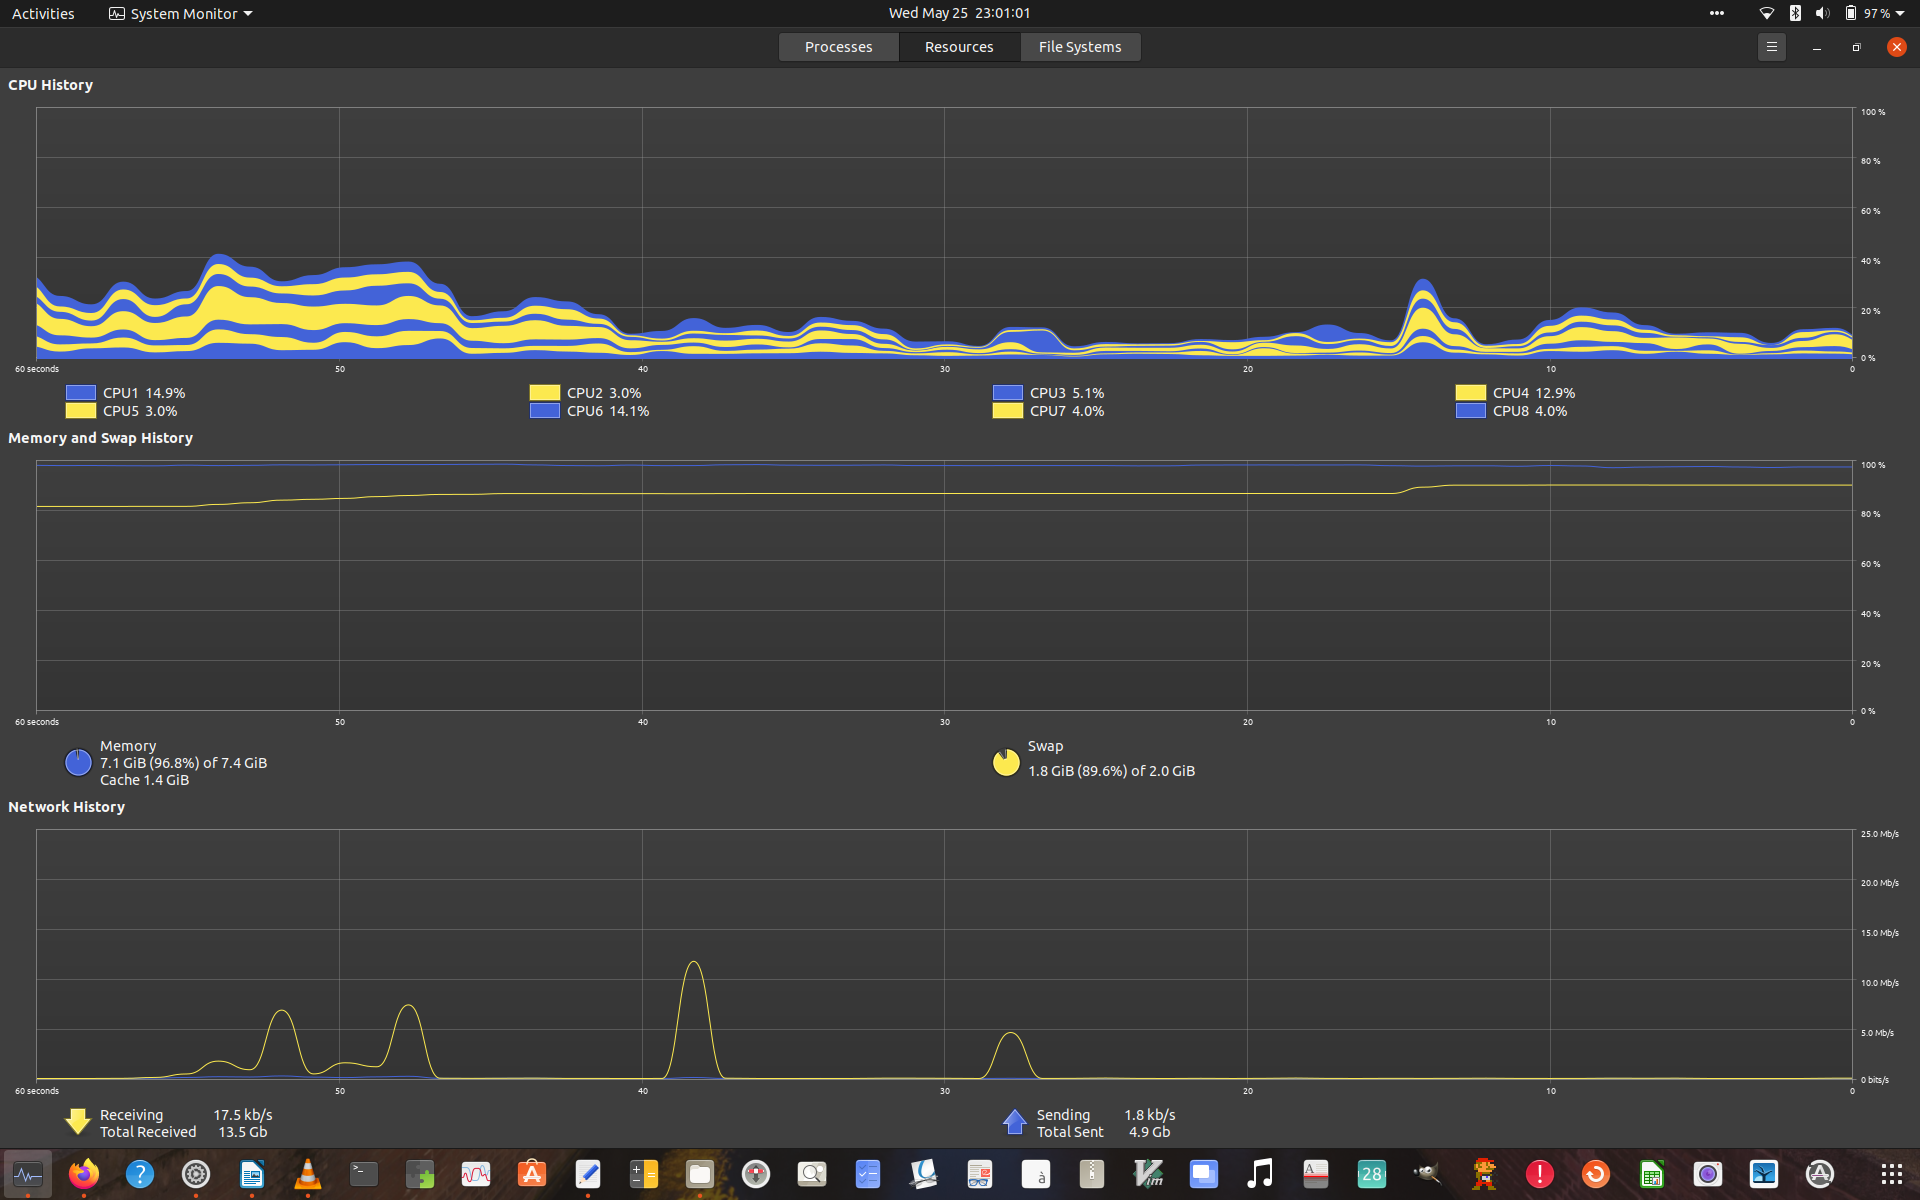 Activities System Monitor Wed May 25 23:01:01 97 %
Processes Resources File Systems
CPU History
100 %
80 %
60 %
40 %
20 %
0 %
60 seconds 50 40 30 20 10 0
CPU1 14.9% CPU2 3.0% CPU3 5.1% CPU4 12.9%
CPU5 3.0% CPU6 14.1% CPU7 4.0% CPU8 4.0%
Memory and Swap History
100 %
80 %
60 %
40 %
20 %
0 %
60 seconds 50 40 30 20 10 0
Memory
7.1 GiB (96.8%) of 7.4 GiB
Cache 1.4 GiB
Swap
1.8 GiB (89.6%) of 2.0 GiB
Network History
25.0 Mb/s
20.0 Mb/s
15.0 Mb/s
10.0 Mb/s
5.0 Mb/s
0 bits/s
60 seconds 50 40 30 20 10 0
Receiving 17.5 kb/s
Total Received 13.5 Gb
Sending 1.8 kb/s
Total Sent 4.9 Gb
à Vim A 28